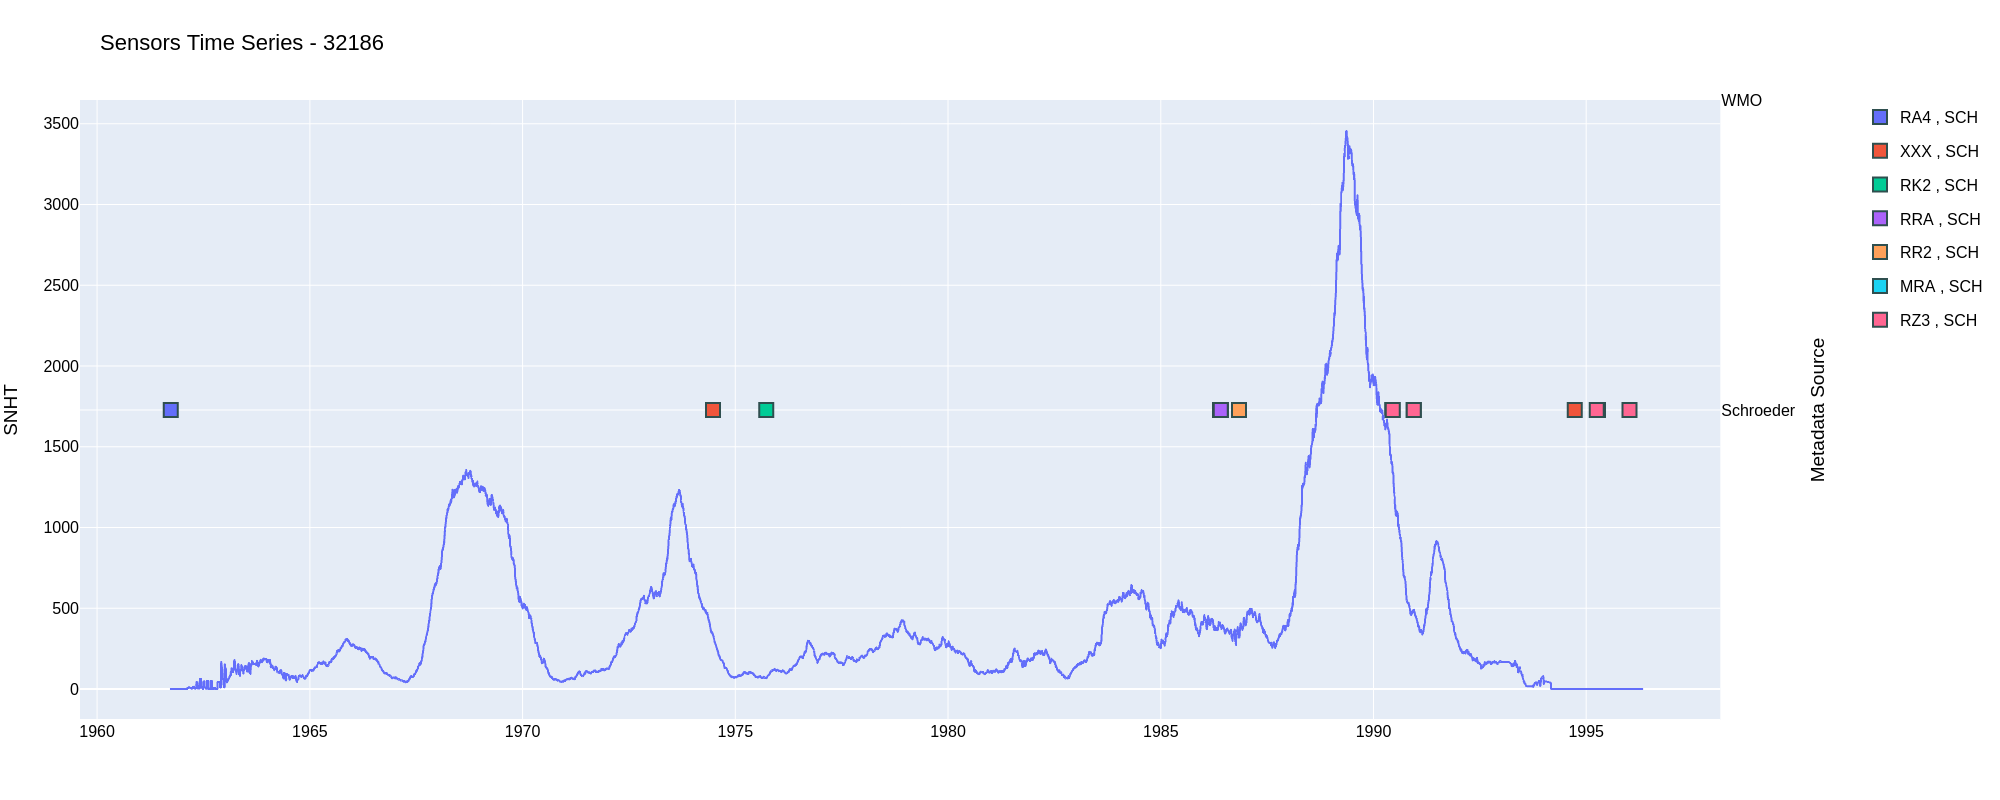 Sensors Time Series - 32186
SNHT
3500
3000
2500
2000
1500
1000
500
0
1960
1965
1970
1975
1980
1985
1990
1995
WMO
Schroeder
Metadata Source
RA4 , SCH
XXX , SCH
RK2 , SCH
RRA , SCH
RR2 , SCH
MRA , SCH
RZ3 , SCH